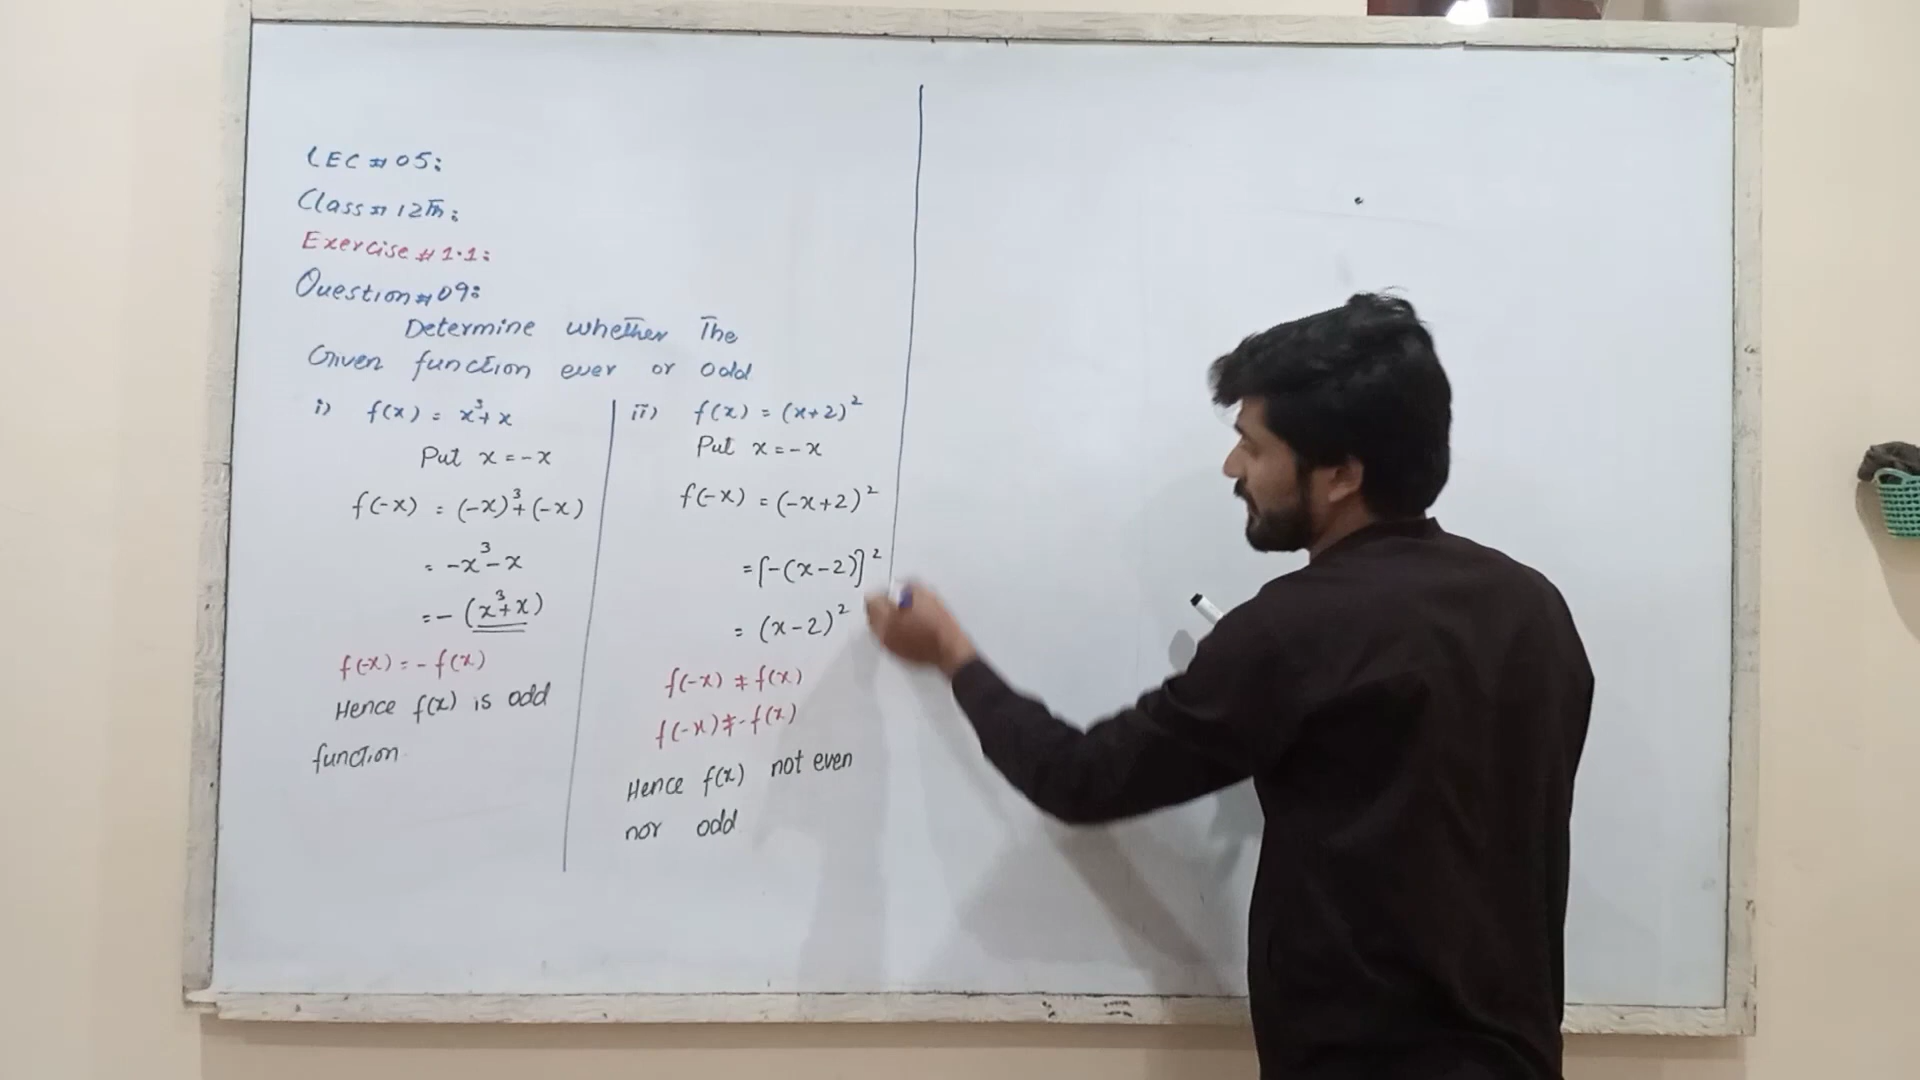 LEC # 05:
Class # 12Th:
Exercise # 1.1:
Question # 09:
Determine whether The
Given function ever or odd
i) f(x) = x³+x
Put x = -x
f(-x) = (-x)³+(-x)
= -x³-x
= -(x³+x)
f(-x) = -f(x)
Hence f(x) is odd
function.
ii) f(x) = (x+2)²
Put x = -x
f(-x) = (-x+2)²
= [-(x-2)]²
= (x-2)²
f(-x) ≠ f(x)
f(-x) ≠ -f(x)
Hence f(x) not even
nor odd